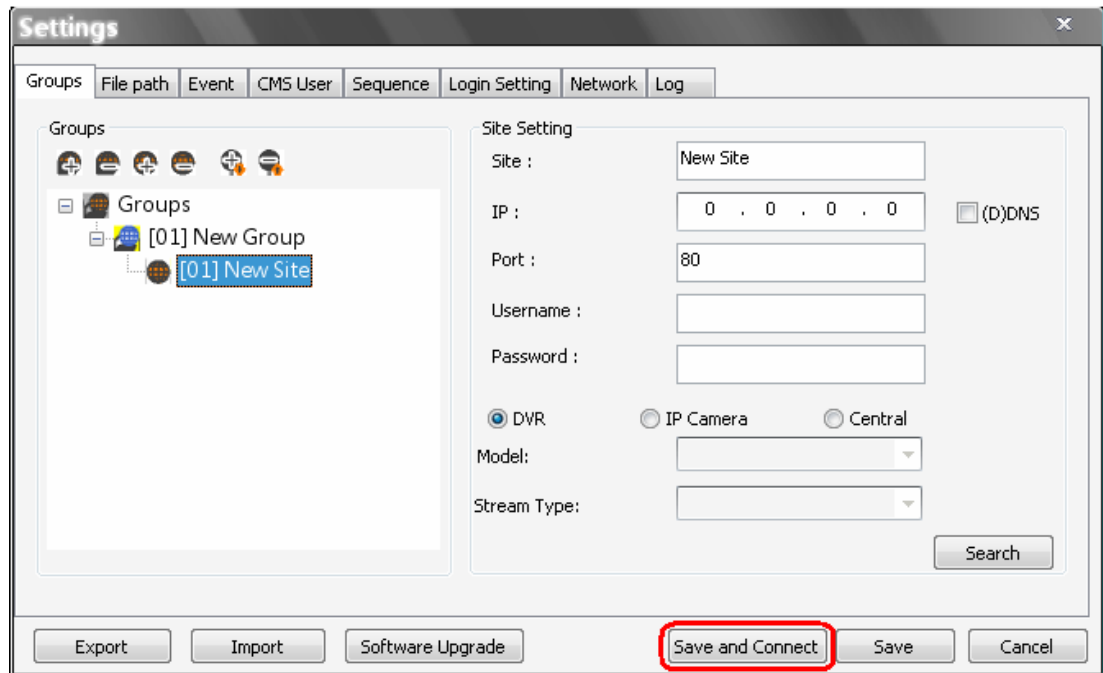 Settings
Groups File path Event CMS User Sequence Login Setting Network Log
Groups
Groups
[01] New Group
[01] New Site
Site Setting
Site : New Site
IP : 0 . 0 . 0 . 0 (D)DNS
Port : 80
Username :
Password :
DVR IP Camera Central
Model:
Stream Type:
Search
Export Import Software Upgrade Save and Connect Save Cancel